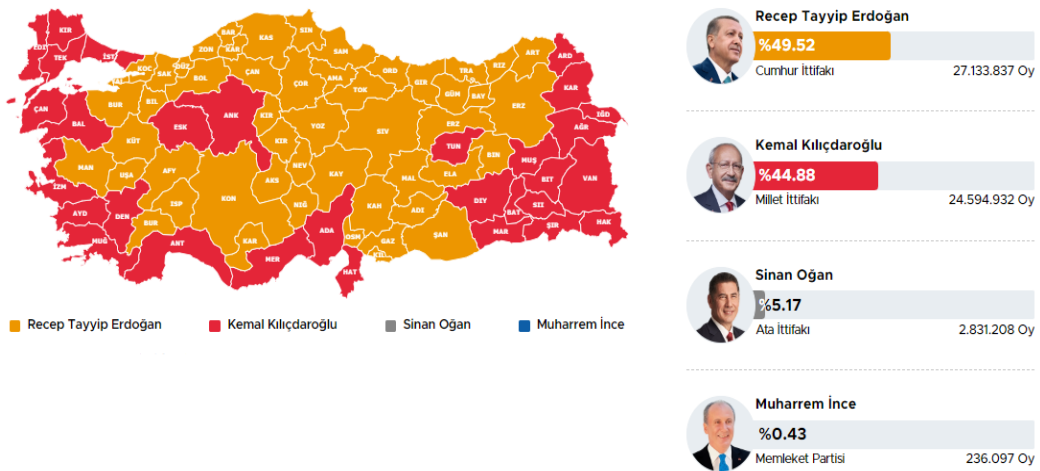 KIR
EDİ
TEK
İST
KOC
SAK
DÜZ
ZON
BAR
KAR
KAS
SİN
SAM
ORD
GİR
TRA
RİZ
ART
ARD
KAR
IĞD
AĞR
BOL
ÇAN
ÇOR
AMA
TOK
GÜM
BAY
ERZ
ERZ
ÇAN
BAL
BUR
BİL
ESK
ANK
KIR
KIR
YOZ
SİV
TUN
BİN
MUŞ
KÜT
MAN
UŞA
AFY
AKS
NEV
NİĞ
KAY
MAL
ELA
BİT
VAN
İZM
AYD
DEN
ISP
KON
KAH
ADI
DİY
BAT
Sİİ
HAK
MUĞ
BUR
ANT
KAR
MER
ADA
OSM
GAZ
ŞAN
MAR
ŞIR
HAT
Recep Tayyip Erdoğan
Kemal Kılıçdaroğlu
Sinan Oğan
Muharrem İnce
Recep Tayyip Erdoğan
%49.52
Cumhur İttifakı 27.133.837 Oy
Kemal Kılıçdaroğlu
%44.88
Millet İttifakı 24.594.932 Oy
Sinan Oğan
%5.17
Ata İttifakı 2.831.208 Oy
Muharrem İnce
%0.43
Memleket Partisi 236.097 Oy